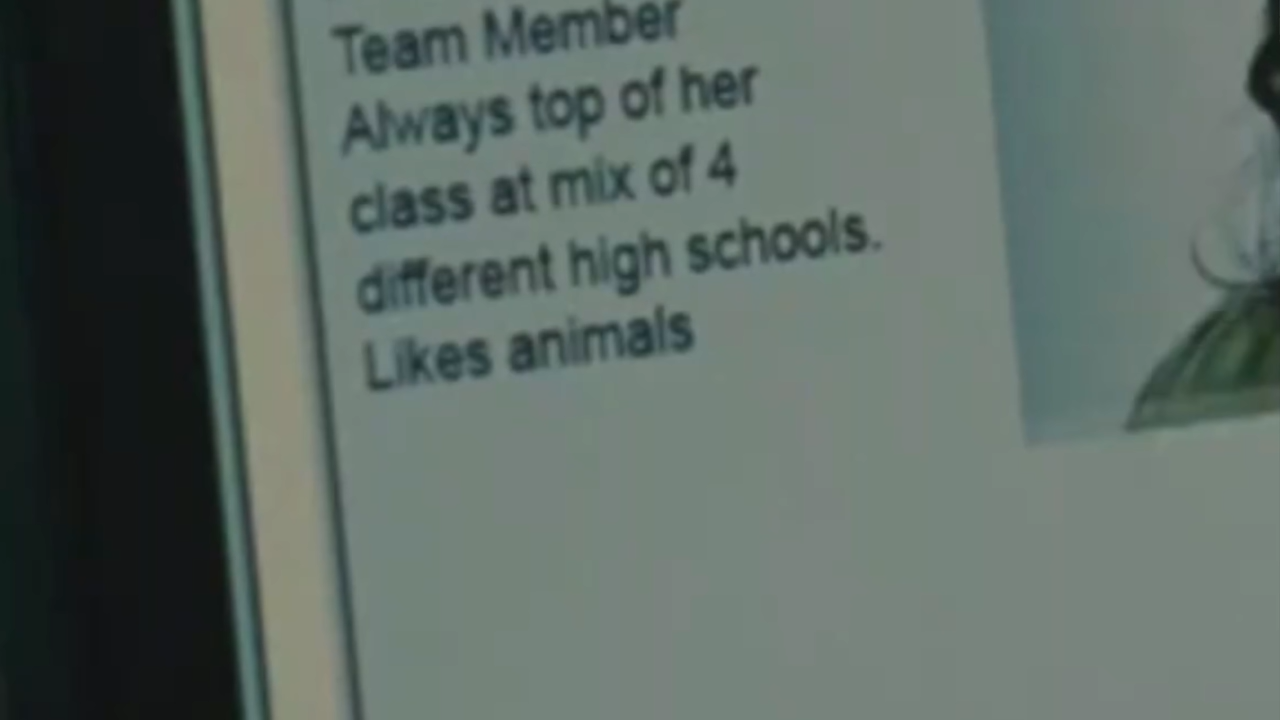 Team Member
Always top of her
class at mix of 4
different high schools.
Likes animals